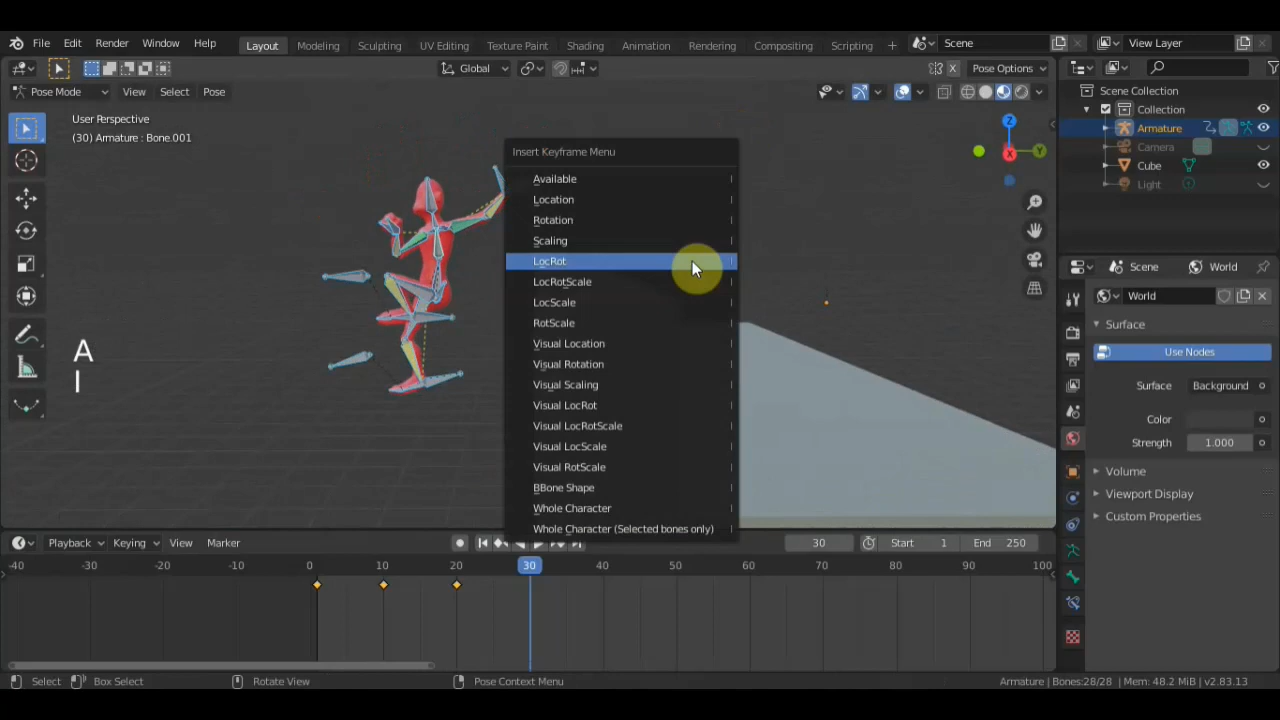 File Edit Render Window Help Layout Modeling Sculpting UV Editing Texture Paint Shading Animation Rendering Compositing Scripting + Scene View Layer
Global Pose Options
Pose Mode View Select Pose
User Perspective
(30) Armature : Bone.001
Z
X
Y
Insert Keyframe Menu
Available I
Location I
Rotation I
Scaling I
LocRot I
LocRotScale I
LocScale I
RotScale I
Visual Location I
Visual Rotation I
Visual Scaling I
Visual LocRot I
Visual LocRotScale I
Visual LocScale I
Visual RotScale I
BBone Shape I
Whole Character I
Whole Character (Selected bones only) I
A
I
Scene Collection
Collection
Armature
Camera
Cube
Light
Scene World
World
Surface
Use Nodes
Surface Background
Color
Strength 1.000
Volume
Viewport Display
Custom Properties
Playback Keying View Marker 30 Start 1 End 250
-40 -30 -20 -10 0 10 20 30 40 50 60 70 80 90 100
Select Box Select Rotate View Pose Context Menu Armature | Bones:28/28 | Mem: 48.2 MiB | v2.83.13